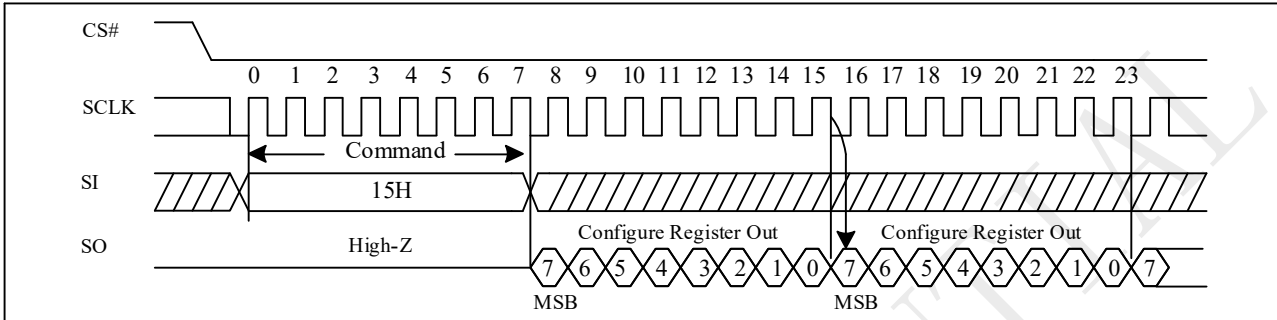 CS#
0 1 2 3 4 5 6 7 8 9 10 11 12 13 14 15 16 17 18 19 20 21 22 23
SCLK
Command
SI
15H
SO
High-Z
Configure Register Out
Configure Register Out
7 6 5 4 3 2 1 0 7 6 5 4 3 2 1 0 7
MSB
MSB
NTIAL